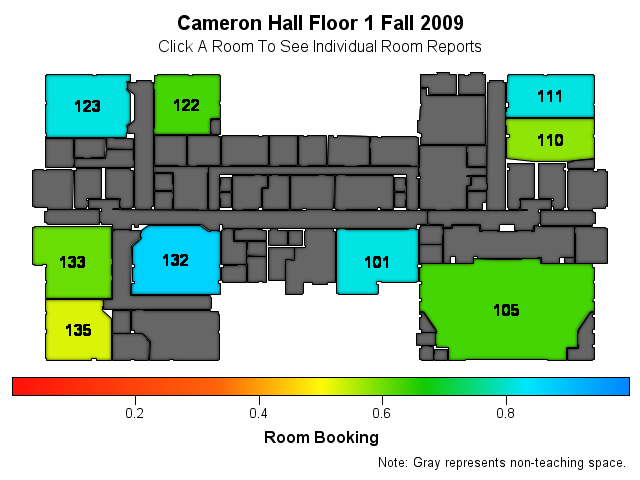 Cameron Hall Floor 1 Fall 2009
Click A Room To See Individual Room Reports
123
122
111
110
133
132
101
105
135
0.2 0.4 0.6 0.8
Room Booking
Note: Gray represents non-teaching space.